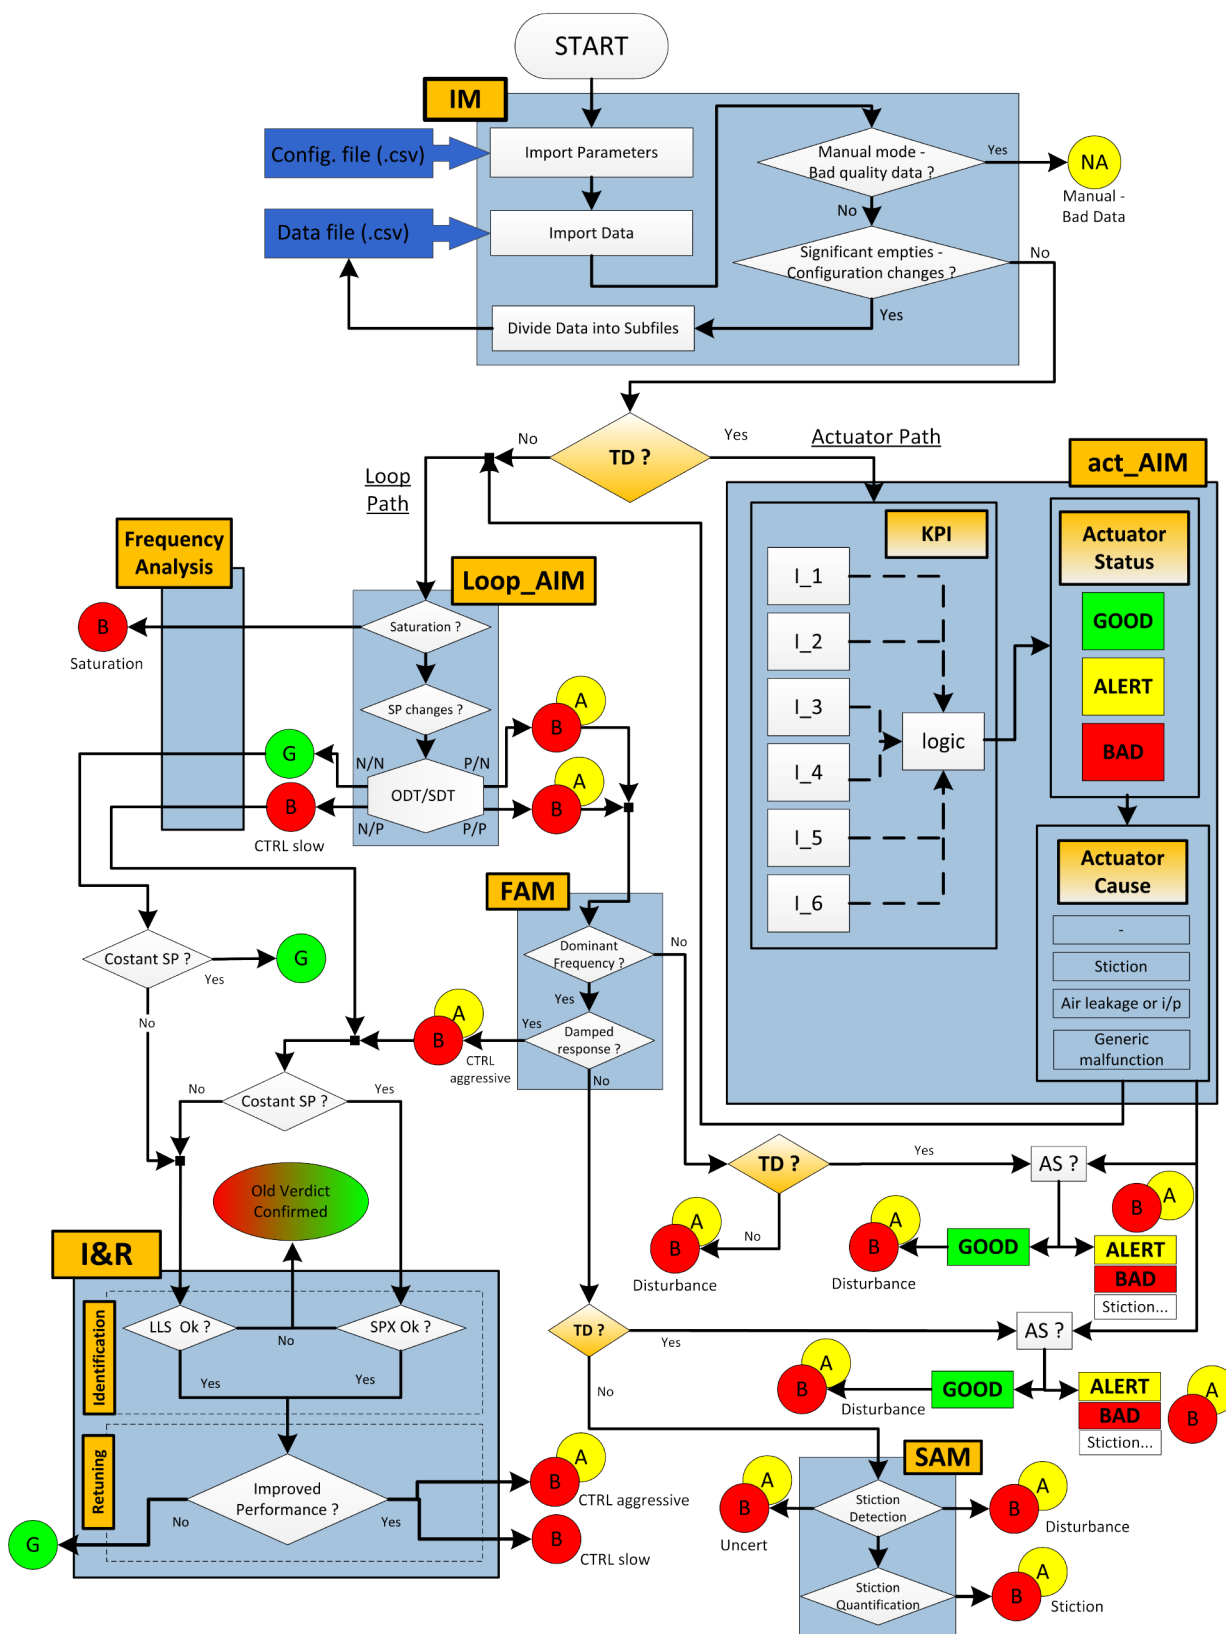 START
IM
Config. file (.csv)
Import Parameters
Manual mode -
Bad quality data ?
Yes
NA
Manual -
Bad Data
No
Data file (.csv)
Import Data
Significant empties -
Configuration changes ?
No
Yes
Divide Data into Subfiles
TD ?
No
Yes
Actuator Path
Loop
Path
act_AIM
KPI
Actuator
Status
Frequency
Analysis
Loop_AIM
I_1
I_2
I_3
I_4
I_5
I_6
logic
GOOD
ALERT
BAD
B
Saturation
Saturation ?
SP changes ?
A
B
G
N/N
P/N
ODT/SDT
A
B
B
N/P
P/P
CTRL slow
Actuator
Cause
-
Stiction
Air leakage or i/p
Generic
malfunction
FAM
Dominant
Frequency ?
No
Yes
Costant SP ?
Yes
G
No
A
B
Yes
CTRL
aggressive
Damped
response ?
No
No
Yes
Costant SP ?
TD ?
Yes
AS ?
No
A
B
Disturbance
A
B
Disturbance
GOOD
A
B
ALERT
BAD
Stiction...
Old Verdict
Confirmed
I&R
Identification
LLS Ok ?
No
SPX Ok ?
Yes
Yes
TD ?
Yes
AS ?
No
A
B
Disturbance
GOOD
ALERT
BAD
Stiction...
A
B
Retuning
Improved
Performance ?
No
Yes
G
A
B
CTRL aggressive
B
CTRL slow
SAM
A
B
Uncert
Stiction
Detection
A
B
Disturbance
Stiction
Quantification
A
B
Stiction